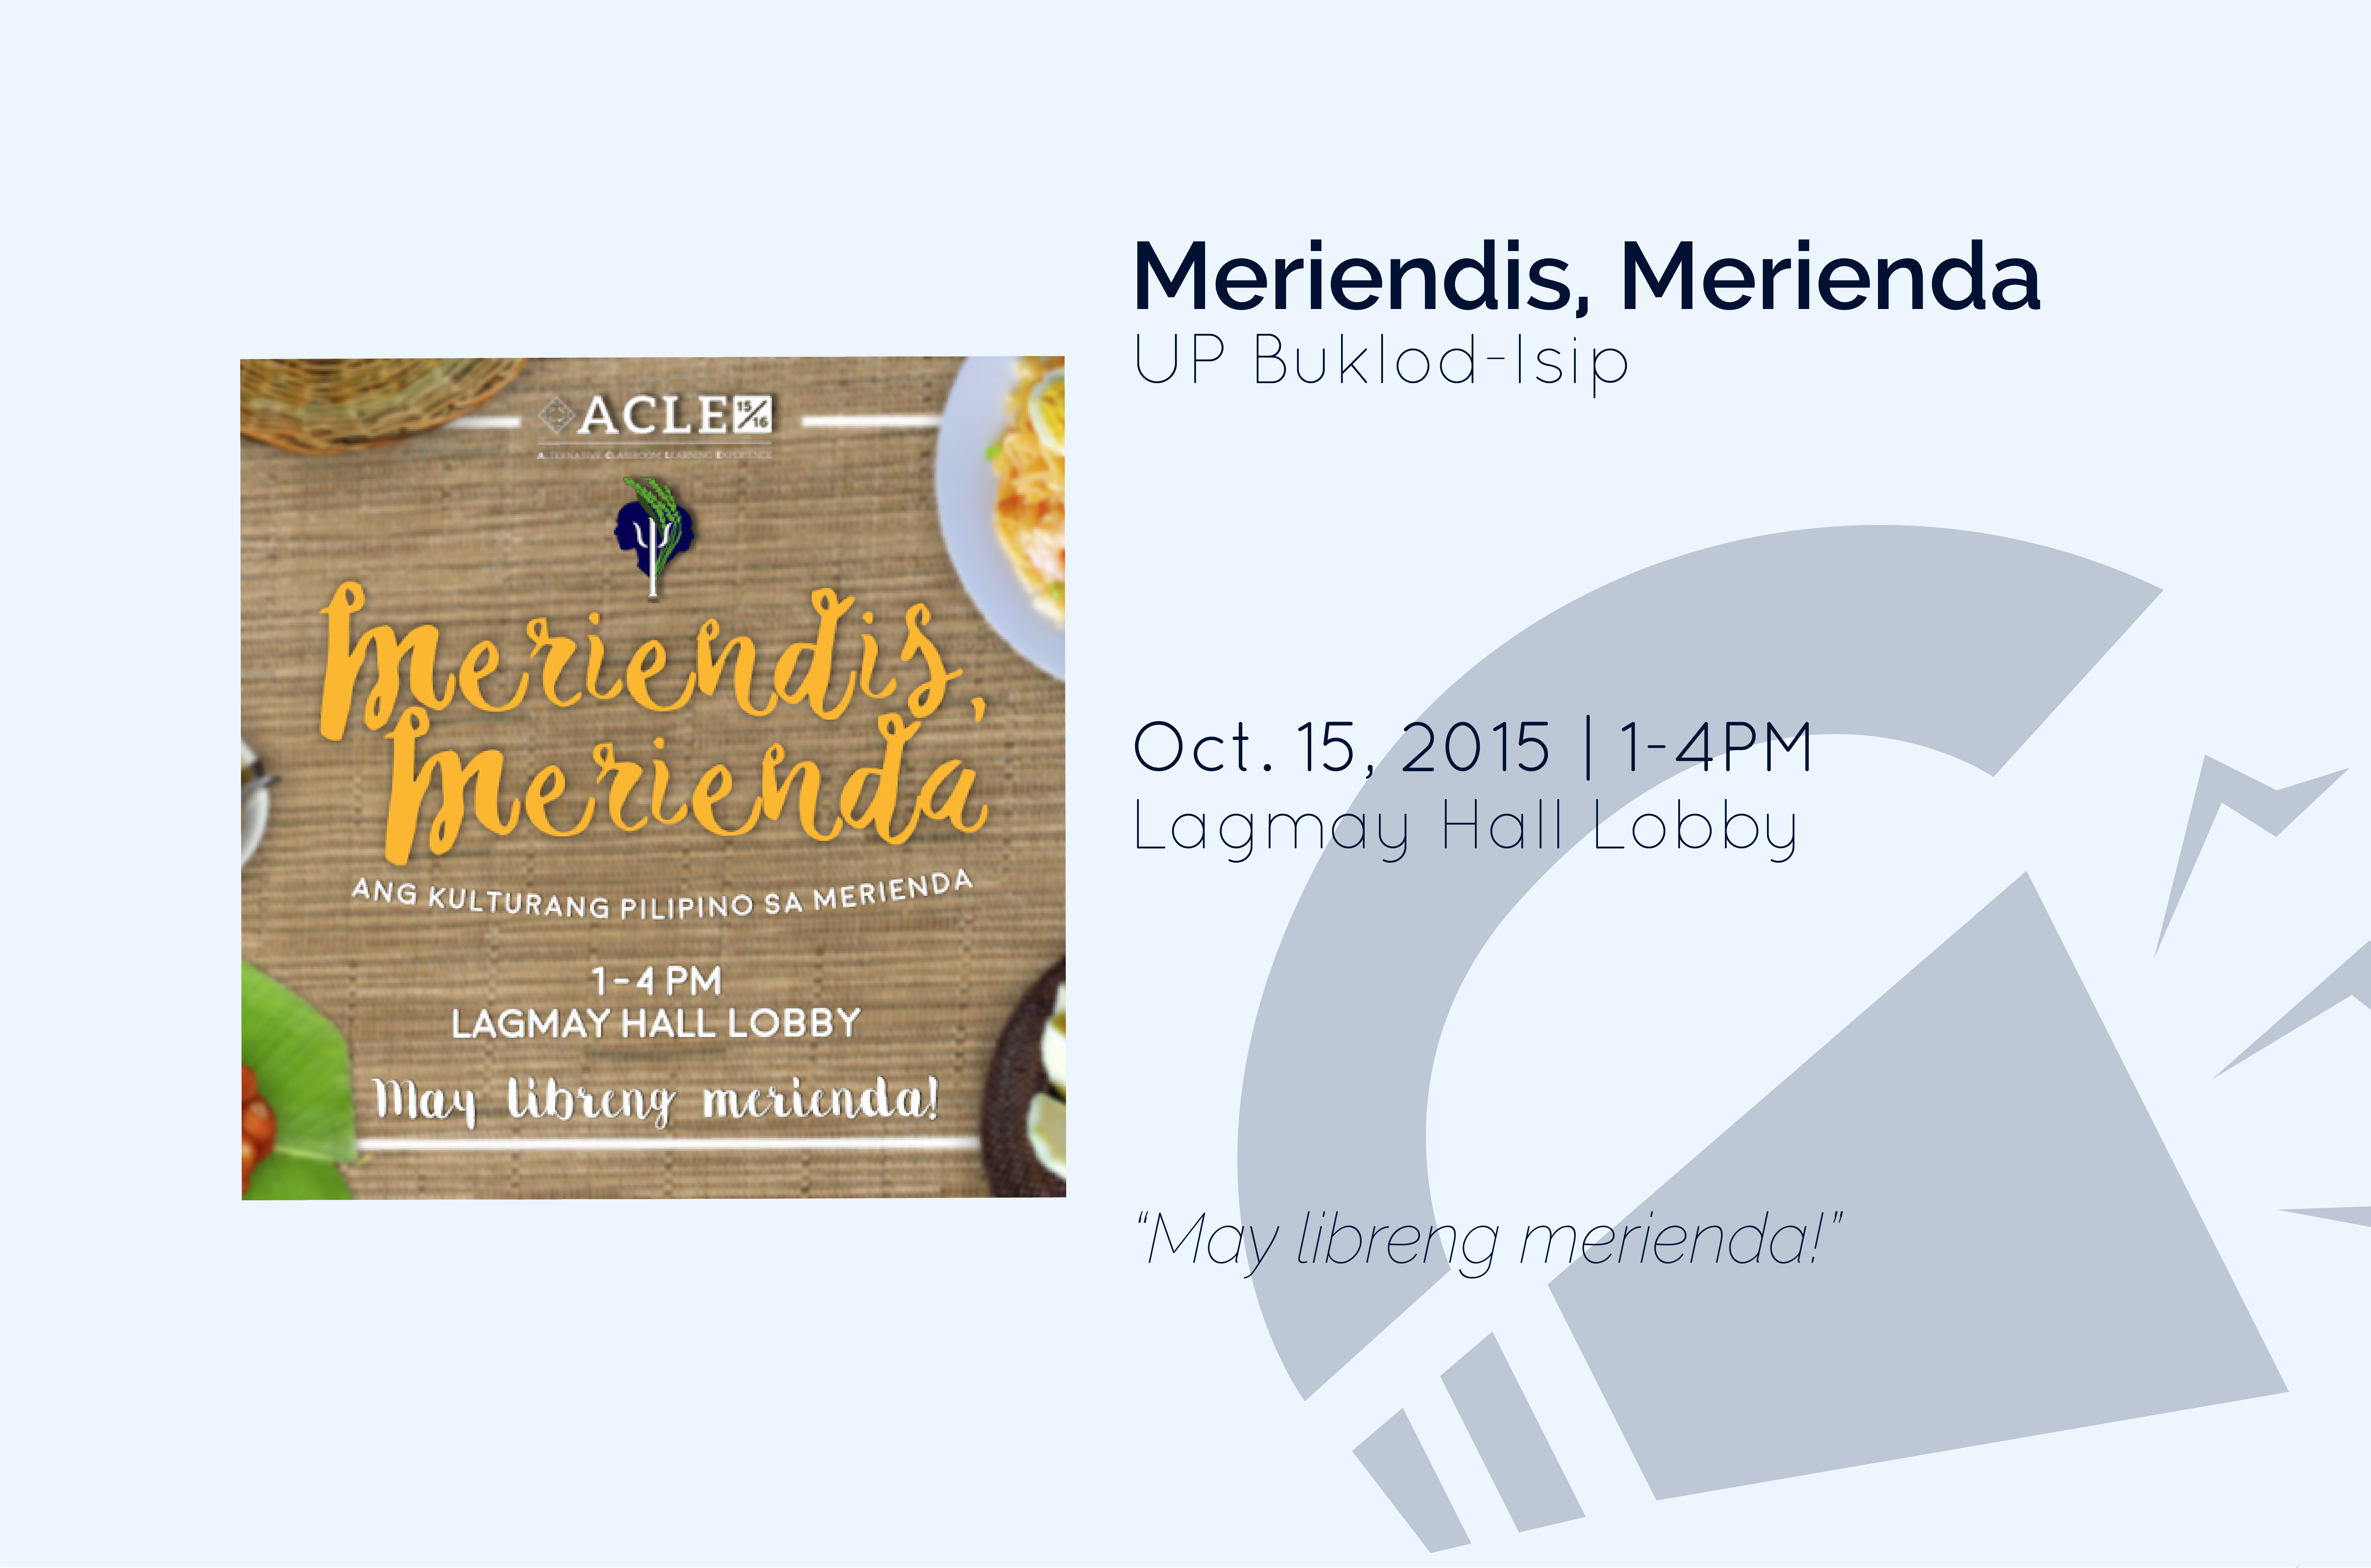 ACLE 15/16
ALTERNATIVE CLASSROOM LEARNING EXPERIENCE
meriendis,
merienda
ANG KULTURANG PILIPINO SA MERIENDA
1-4 PM
LAGMAY HALL LOBBY
May libreng merienda!
Meriendis, Merienda
UP Buklod-Isip
Oct. 15, 2015 | 1-4PM
Lagmay Hall Lobby
“May libreng merienda!”